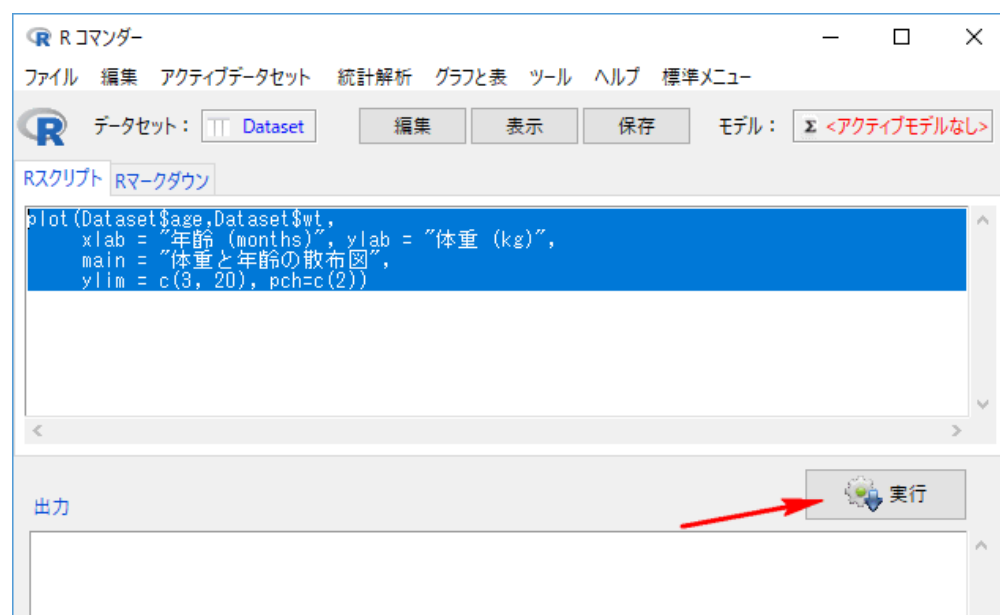 R コマンダー
ファイル 編集 アクティブデータセット 統計解析 グラフと表 ツール ヘルプ 標準メニュー
R データセット： Dataset 編集 表示 保存 モデル： Σ <アクティブモデルなし>
Rスクリプト Rマークダウン
plot(Dataset$age,Dataset$wt,
xlab = "年齢 (months)", ylab = "体重 (kg)",
main = "体重と年齢の散布図",
ylim = c(3, 20), pch=c(2))
出力 実行